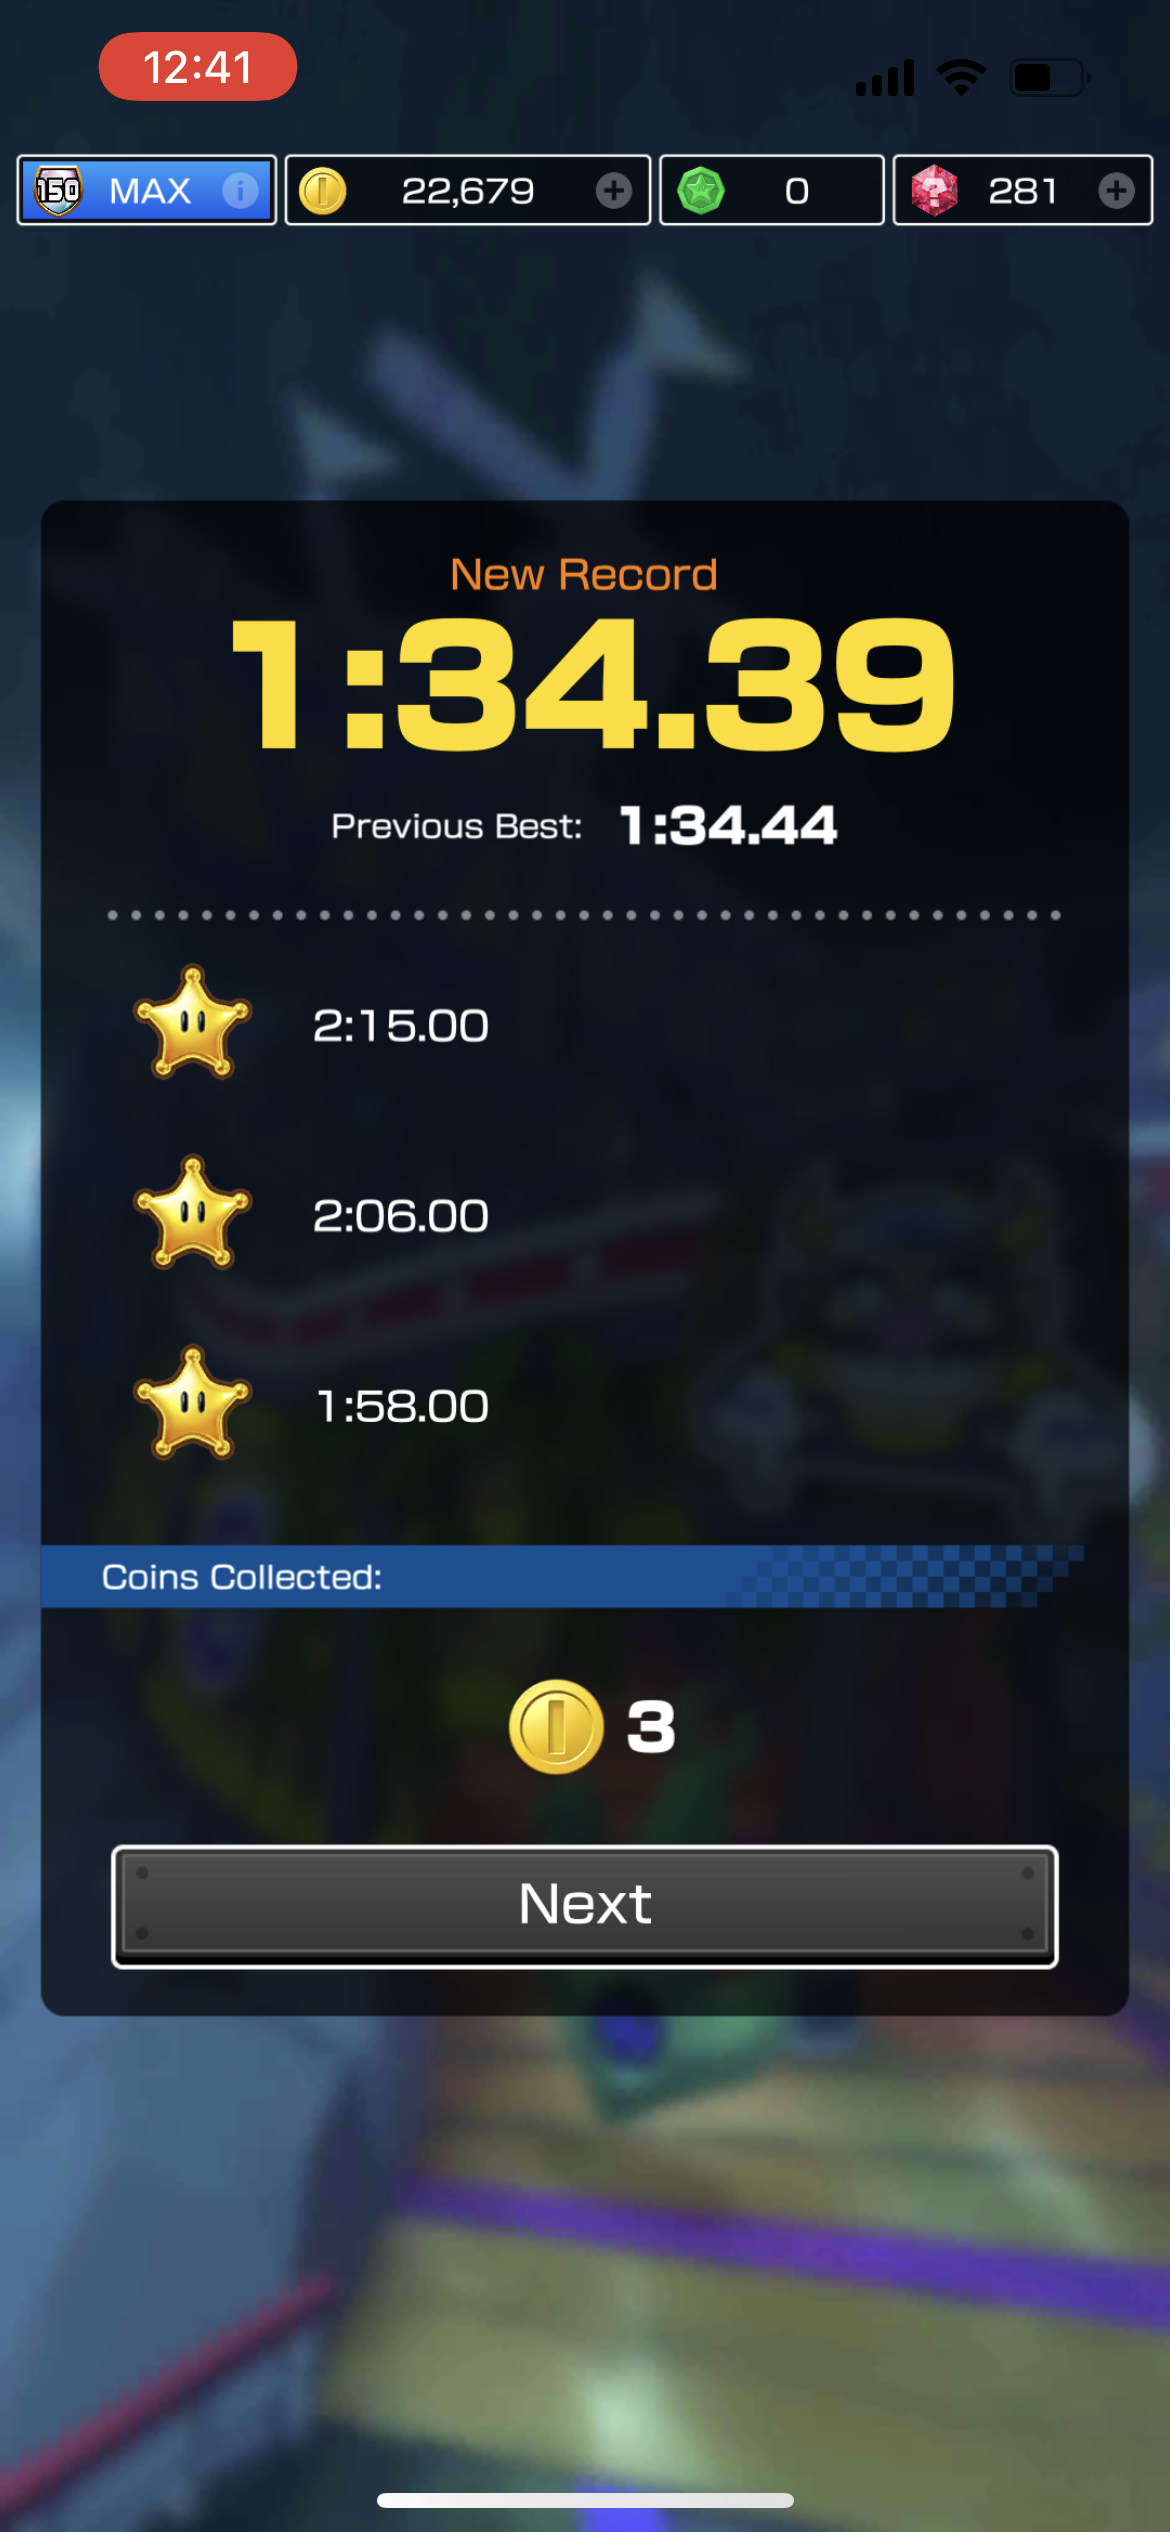 12:41
150 MAX i 22,679 + 0 ? 281 +
New Record
1:34.39
Previous Best: 1:34.44
2:15.00
2:06.00
1:58.00
Coins Collected:
3
Next